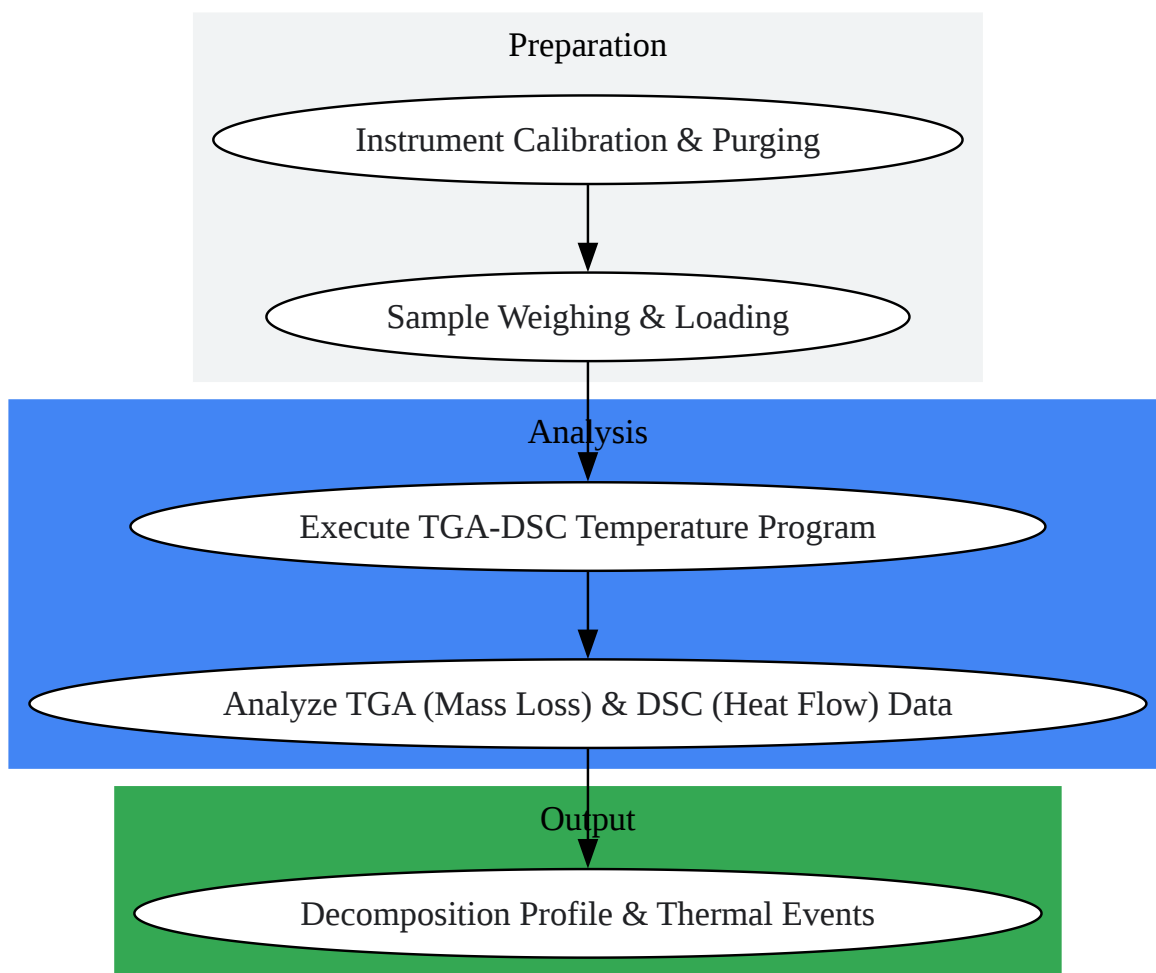 Preparation
Instrument Calibration & Purging
Sample Weighing & Loading
Analysis
Execute TGA-DSC Temperature Program
Analyze TGA (Mass Loss) & DSC (Heat Flow) Data
Output
Decomposition Profile & Thermal Events